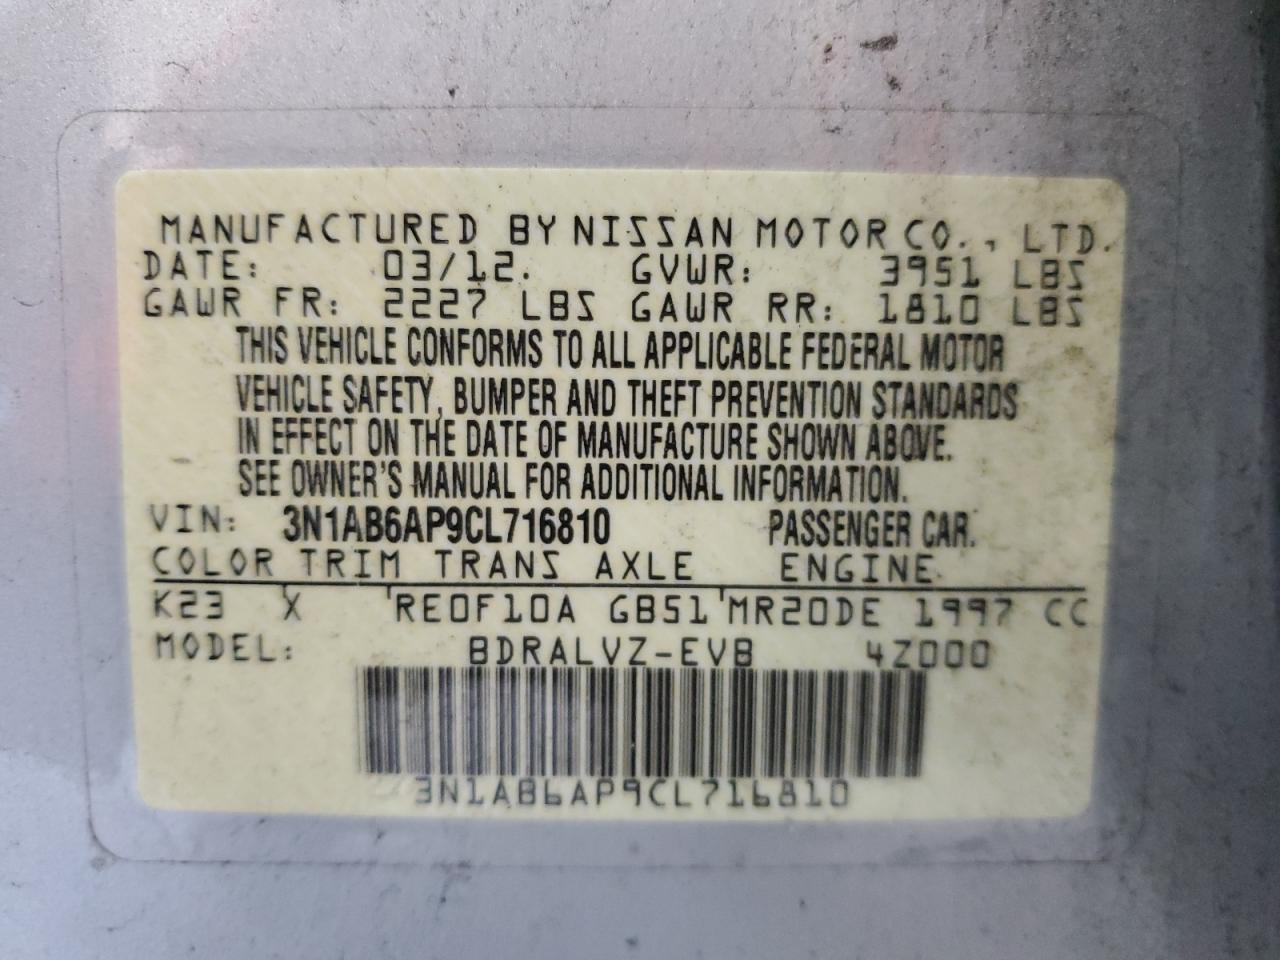 MANUFACTURED BY NISSAN MOTOR CO., LTD.
DATE: 03/12. GVWR: 3951 LBS
GAWR FR: 2227 LBS GAWR RR: 1810 LBS
THIS VEHICLE CONFORMS TO ALL APPLICABLE FEDERAL MOTOR
VEHICLE SAFETY, BUMPER AND THEFT PREVENTION STANDARDS
IN EFFECT ON THE DATE OF MANUFACTURE SHOWN ABOVE.
SEE OWNER'S MANUAL FOR ADDITIONAL INFORMATION.
VIN: 3N1AB6AP9CL716810 PASSENGER CAR.
COLOR TRIM TRANS AXLE ENGINE
K23 X RE0F10A GB51 MR20DE 1997 CC
MODEL: BDRALVZ-EVB 4Z000
3N1AB6AP9CL716810